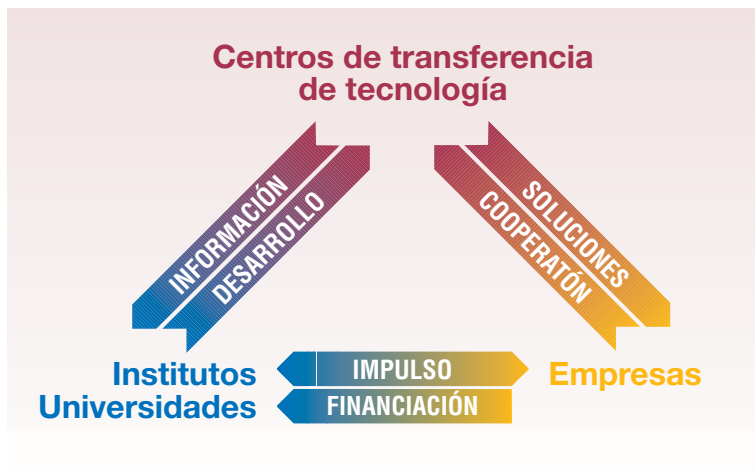 Centros de transferencia
de tecnología
INFORMACIÓN
DESARROLLO
SOLUCIONES
COOPERATÓN
Institutos
Universidades
IMPULSO
FINANCIACIÓN
Empresas